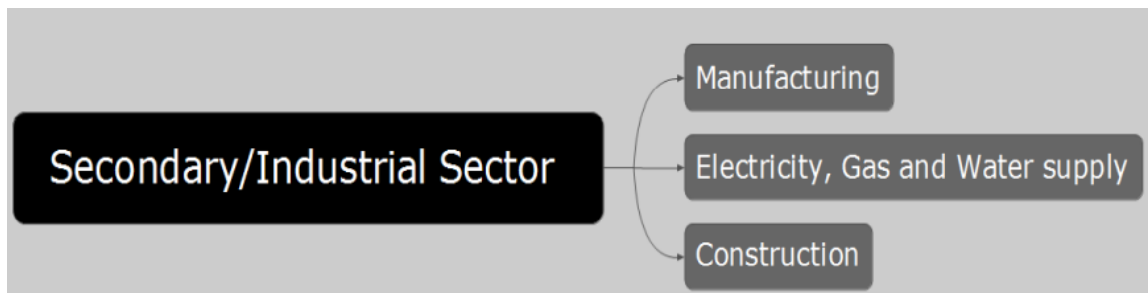 Manufacturing
Secondary/Industrial Sector
Electricity, Gas and Water supply
Construction